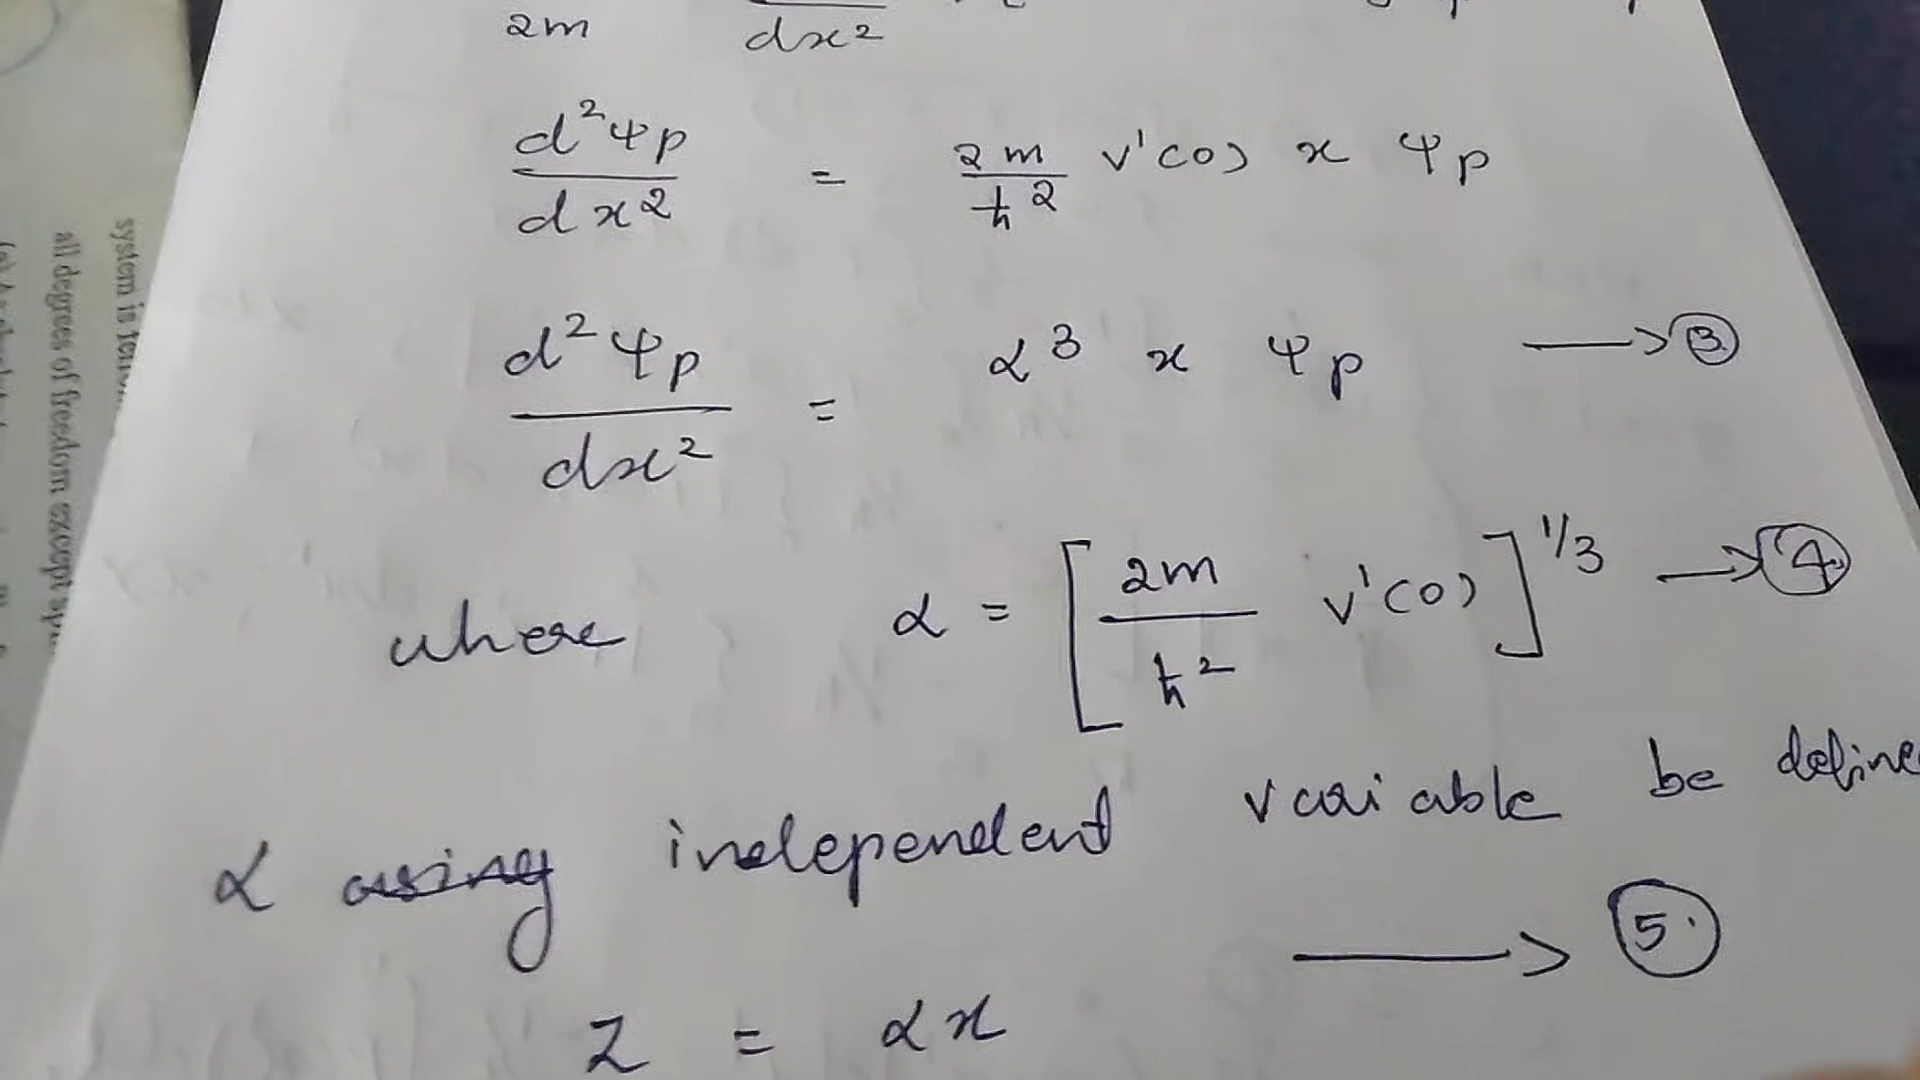 2m dx²
d²ψp / dx² = 2m / ħ² v'(0) x ψp
d²ψp / dx² = α³ x ψp → ③
where α = [2m / ħ² v'(0)]^1/3 → ④
α using independent variable be define
→ ⑤
z = αx
system is
all degrees of freedom except